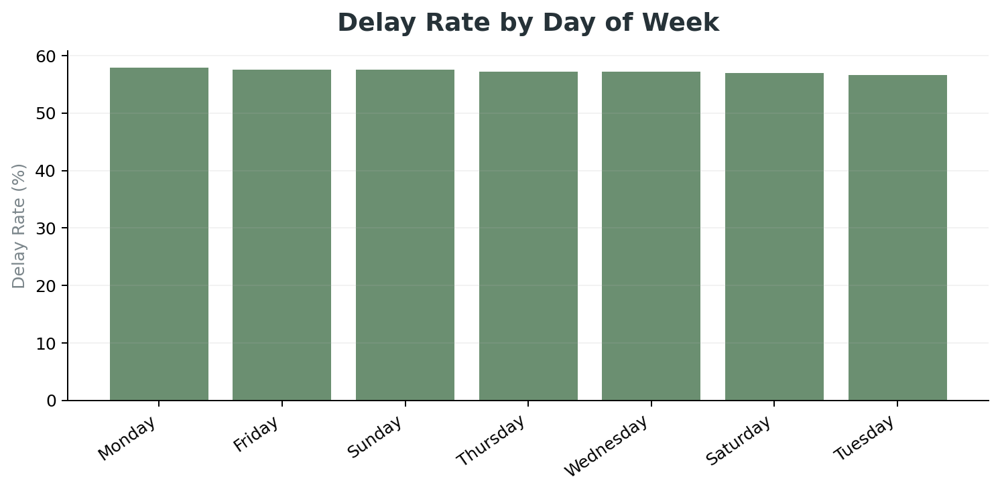 Delay Rate by Day of Week
Delay Rate (%)
60
50
40
30
20
10
0
Monday
Friday
Sunday
Thursday
Wednesday
Saturday
Tuesday